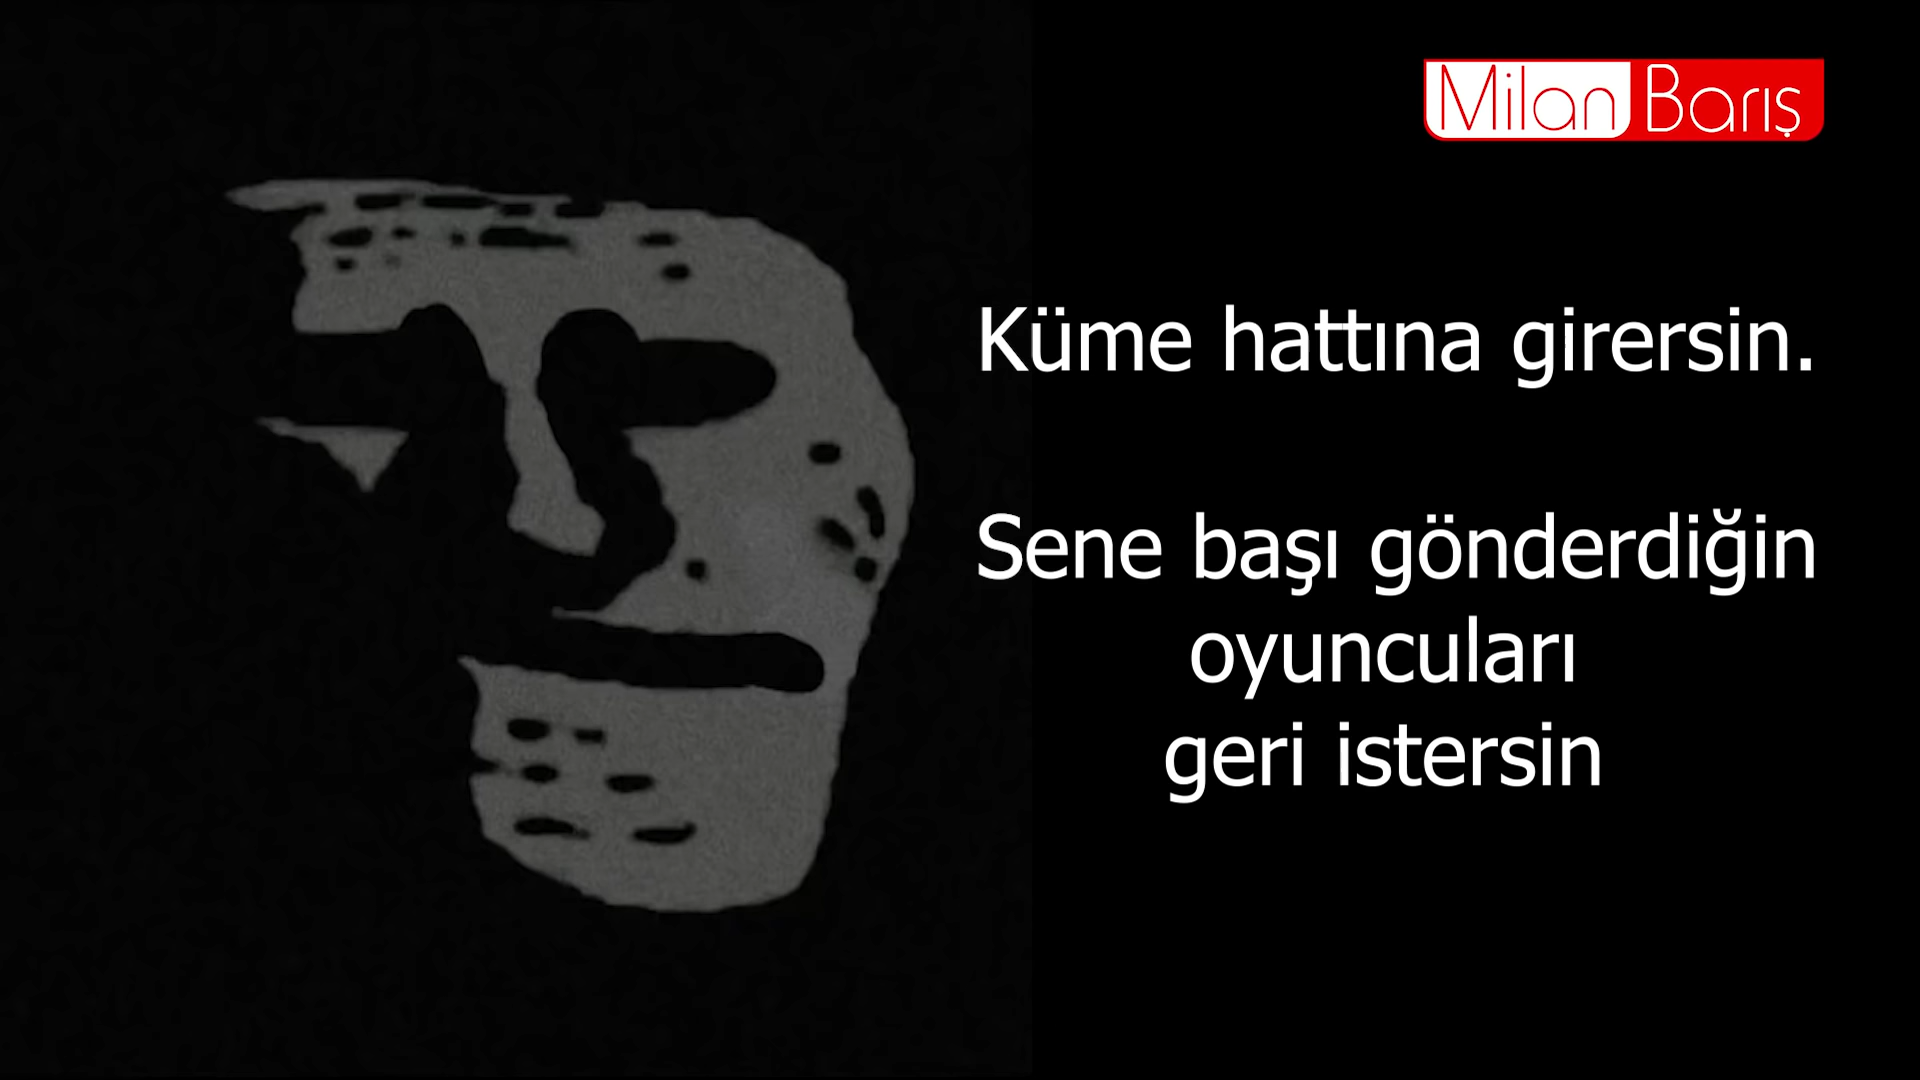 Milan Barış
Küme hattına girersin.
Sene başı gönderdiğin
oyuncuları
geri istersin